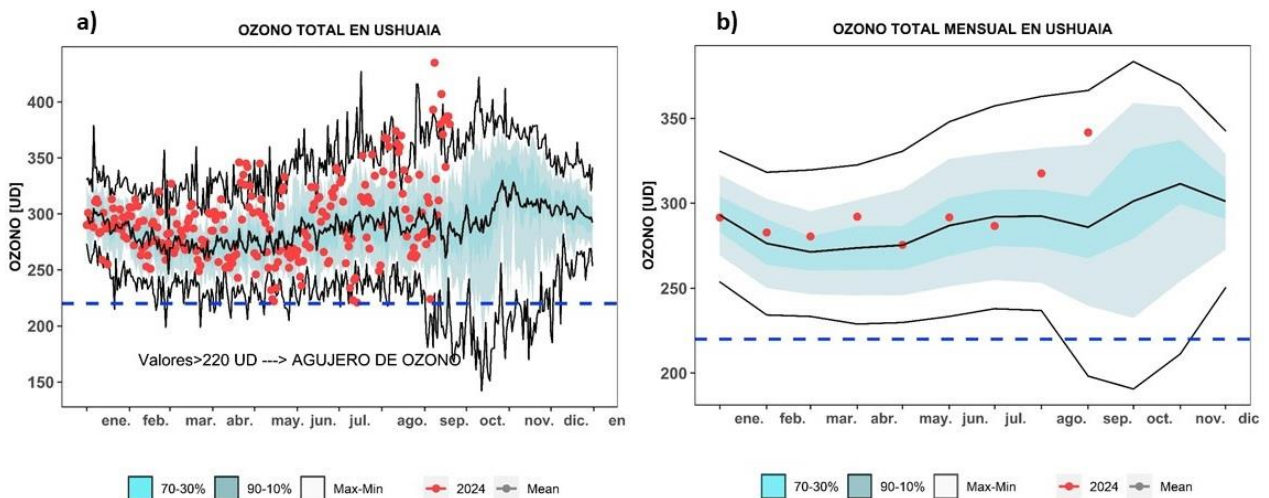 a)
OZONO TOTAL EN USHUAIA
OZONO [UD]
400
350
300
250
200
150
Valores>220 UD ---> AGUJERO DE OZONO
ene. feb. mar. abr. may. jun. jul. ago. sep. oct. nov. dic. en
70-30% 90-10% Max-Min 2024 Mean
b)
OZONO TOTAL MENSUAL EN USHUAIA
OZONO [UD]
350
300
250
200
ene. feb. mar. abr. may. jun. jul. ago. sep. oct. nov. dic
70-30% 90-10% Max-Min 2024 Mean